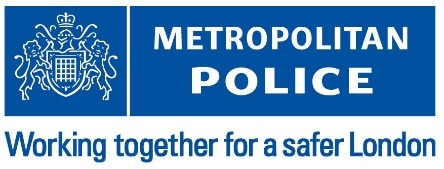 METROPOLITAN
POLICE
Working together for a safer London